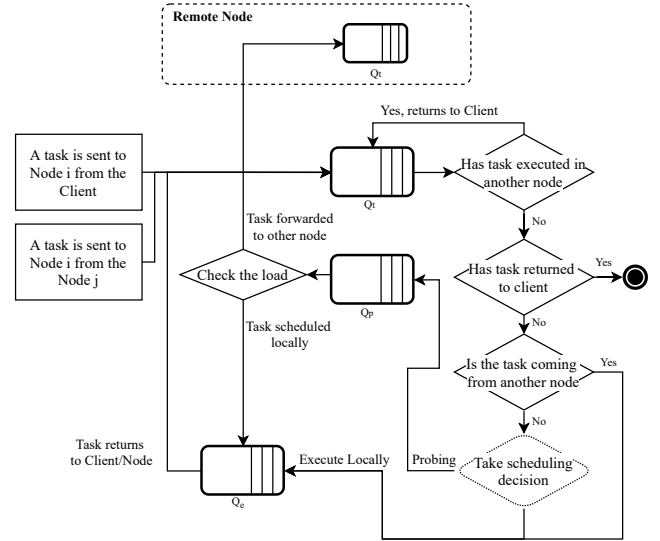 Remote Node
Qt
Yes, returns to Client
A task is sent to
Node i from the
Client
Has task executed in
another node
Qt
Task forwarded
to other node
No
A task is sent to
Node i from the
Node j
Check the load
Qp
Has task returned
to client
Yes
No
Task scheduled
locally
Is the task coming
from another node
Yes
No
Task returns
to Client/Node
Execute Locally
Probing
Take scheduling
decision
Qe